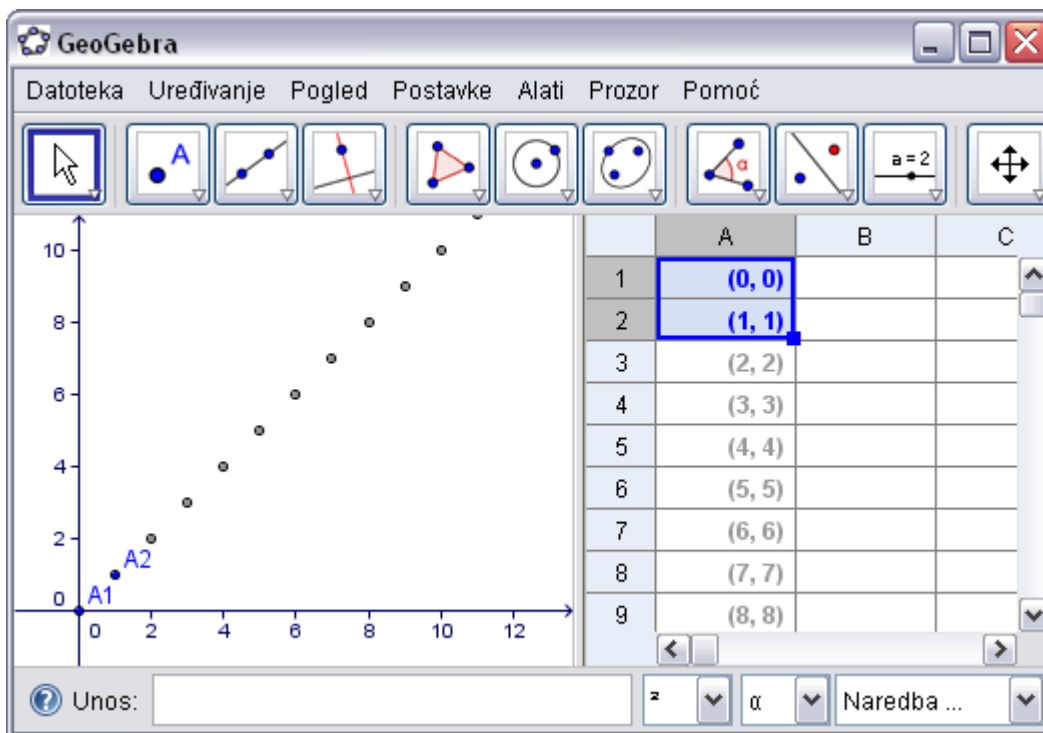 GeoGebra
Datoteka Uređivanje Pogled Postavke Alati Prozor Pomoć
A α a = 2
A B C
1 (0, 0)
2 (1, 1)
3 (2, 2)
4 (3, 3)
5 (4, 4)
6 (5, 5)
7 (6, 6)
8 (7, 7)
9 (8, 8)
10
8
6
4
2
0
A2
A1
0 2 4 6 8 10 12
Unos: ² α Naredba ...